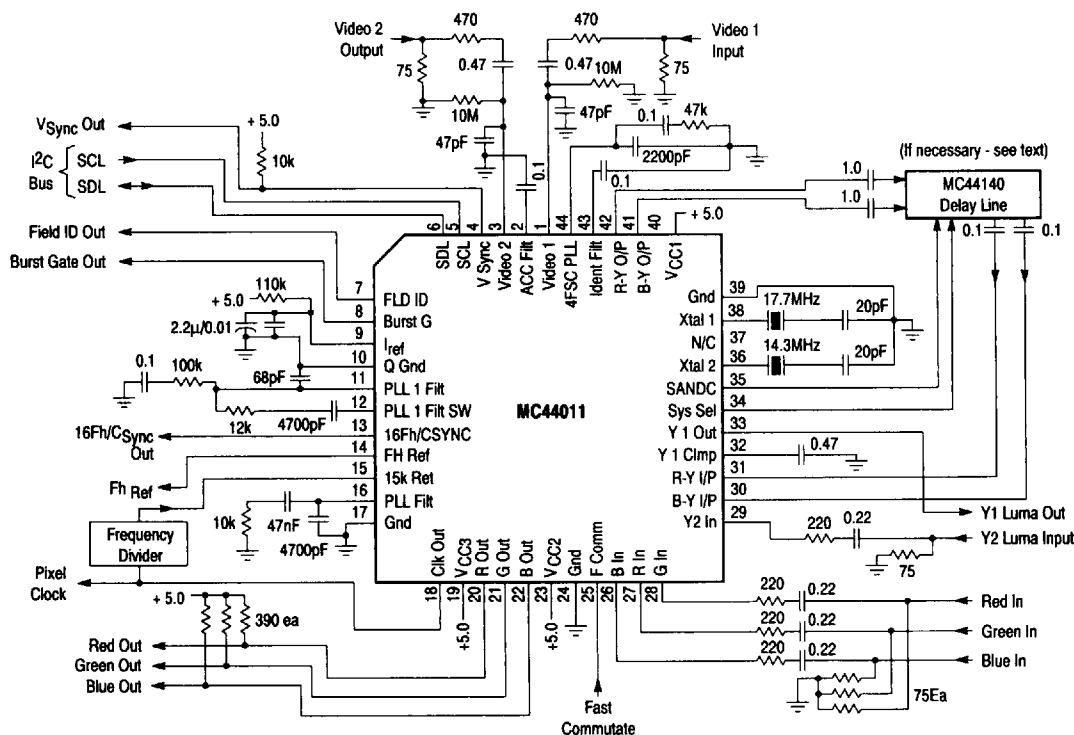 Video 2
Output
470
0.47
75
10M
47pF
0.1
470
Video 1
Input
0.47
10M
75
47pF
0.1
47k
2200pF
0.1
VSync Out
+ 5.0
10k
I2C
Bus
SCL
SDL
Field ID Out
Burst Gate Out
(If necessary - see text)
1.0
1.0
MC44140
Delay Line
0.1
0.1
6
5
4
3
2
1
44
43
42
41
40
+ 5.0
SDL
SCL
V Sync
Video 2
ACC Filt
Video 1
4FSC PLL
Ident Filt
R-Y O/P
B-Y O/P
VCC1
7
FLD ID
8
Burst G
9
Iref
10
Q Gnd
11
PLL 1 Filt
12
PLL 1 Filt SW
13
16Fh/CSYNC
14
FH Ref
15
15k Ret
16
PLL Filt
17
Gnd
MC44011
Gnd
39
Xtal 1
38
N/C
37
Xtal 2
36
SANDC
35
Sys Sel
34
Y 1 Out
33
Y 1 Clmp
32
R-Y I/P
31
B-Y I/P
30
Y2 In
29
17.7MHz
20pF
14.3MHz
20pF
0.47
110k
+ 5.0
2.2µ/0.01
68pF
0.1
100k
12k
4700pF
16Fh/CSync
Out
Fh Ref
10k
47nF
4700pF
Frequency
Divider
Pixel
Clock
+ 5.0
390 ea
Red Out
Green Out
Blue Out
Clk Out
VCC3
R Out
G Out
B Out
VCC2
Gnd
F Comm
B In
R In
G In
18
19
20
21
22
23
24
25
26
27
28
+5.0
+5.0
Fast
Commutate
220
0.22
75
Y1 Luma Out
Y2 Luma Input
220
0.22
Red In
220
0.22
Green In
220
0.22
Blue In
75Ea